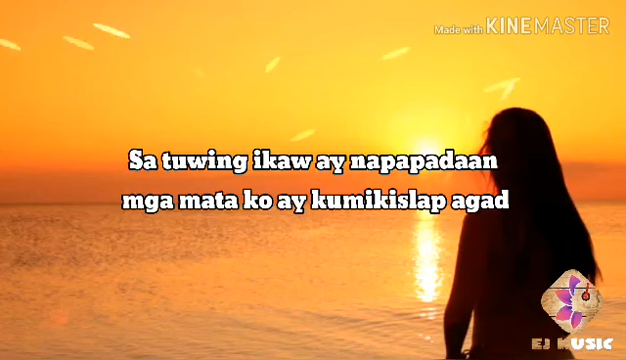 Made with KINEMASTER
Sa tuwing ikaw ay napapadaan
mga mata ko ay kumikislap agad
EJ MUSIC